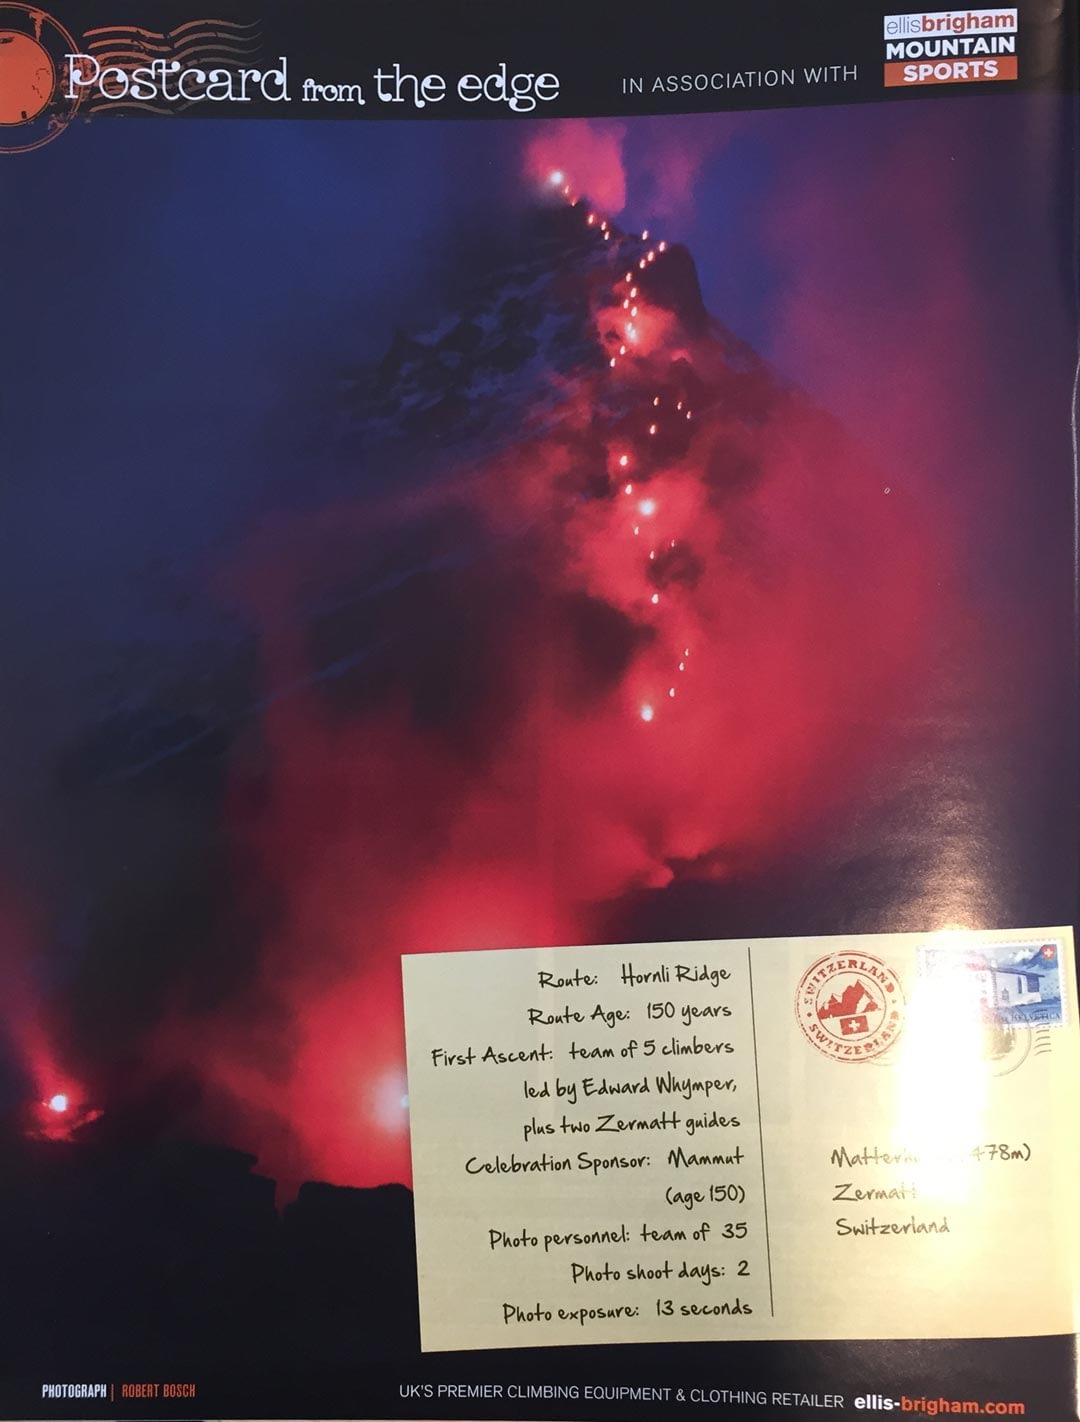 Postcard from the edge
IN ASSOCIATION WITH
ellisbrigham
MOUNTAIN
SPORTS
Route: Hornli Ridge
Route Age: 150 years
First Ascent: team of 5 climbers
led by Edward Whymper,
plus two Zermatt guides
Celebration Sponsor: Mammut
(age 150)
Photo personnel: team of 35
Photo shoot days: 2
Photo exposure: 13 seconds
SWITZERLAND
SWITZERLAND
HELVETIA
Zermatt
Switzerland
PHOTOGRAPH | ROBERT BOSCH
UK'S PREMIER CLIMBING EQUIPMENT & CLOTHING RETAILER ellis-brigham.com